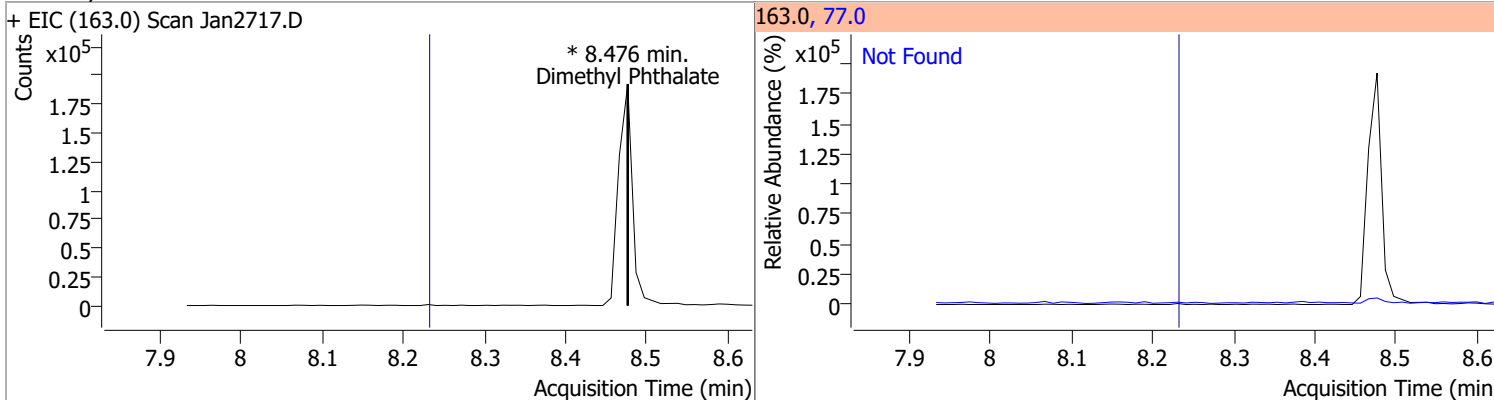 + EIC (163.0) Scan Jan2717.D
Counts
x10⁵
* 8.476 min.
Dimethyl Phthalate
1.75
1.5
1.25
1
0.75
0.5
0.25
0
7.9 8 8.1 8.2 8.3 8.4 8.5 8.6
Acquisition Time (min)
163.0, 77.0
Relative Abundance (%)
x10⁵
Not Found
1.75
1.5
1.25
1
0.75
0.5
0.25
0
7.9 8 8.1 8.2 8.3 8.4 8.5 8.6
Acquisition Time (min